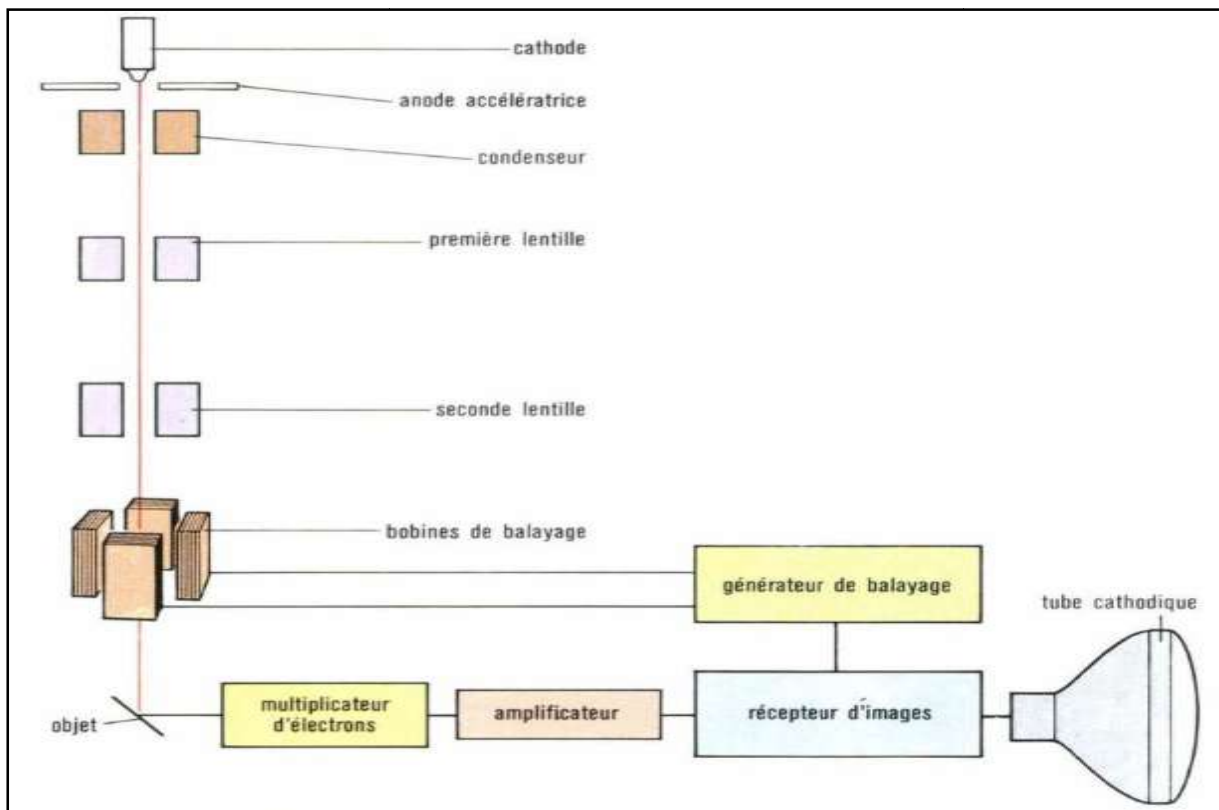 cathode
anode accélératrice
condenseur
première lentille
seconde lentille
bobines de balayage
générateur de balayage
tube cathodique
objet
multiplicateur
d'électrons
amplificateur
récepteur d'images